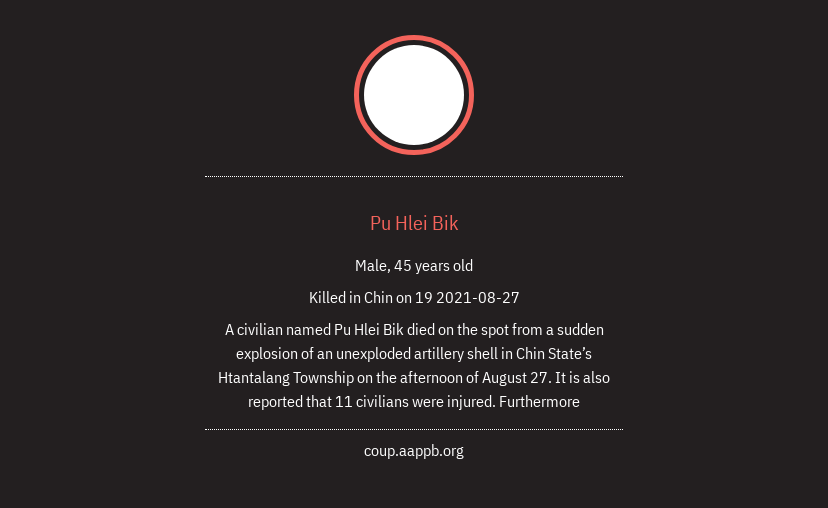 Pu Hlei Bik
Male, 45 years old
Killed in Chin on 19 2021-08-27
A civilian named Pu Hlei Bik died on the spot from a sudden
explosion of an unexploded artillery shell in Chin State’s
Htantalang Township on the afternoon of August 27. It is also
reported that 11 civilians were injured. Furthermore
coup.aappb.org